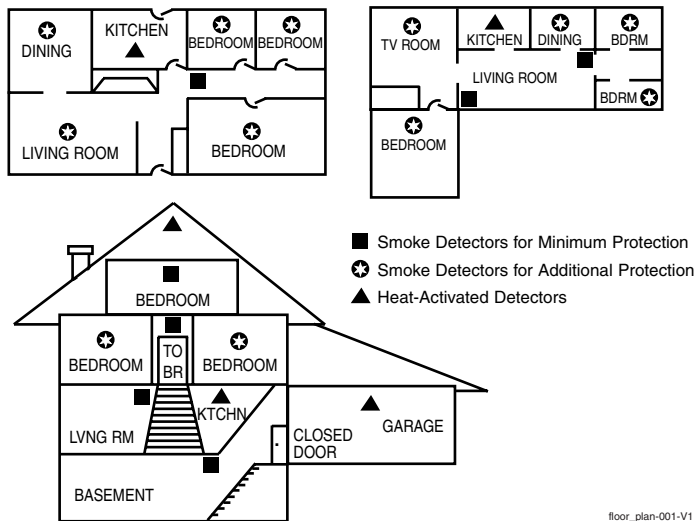 DINING
KITCHEN
BEDROOM
BEDROOM
LIVING ROOM
BEDROOM
TV ROOM
KITCHEN
DINING
BDRM
LIVING ROOM
BDRM
BEDROOM
Smoke Detectors for Minimum Protection
Smoke Detectors for Additional Protection
Heat-Activated Detectors
BEDROOM
BEDROOM
TO
BR
BEDROOM
LVNG RM
KTCHN
CLOSED
DOOR
GARAGE
BASEMENT
floor_plan-001-V1